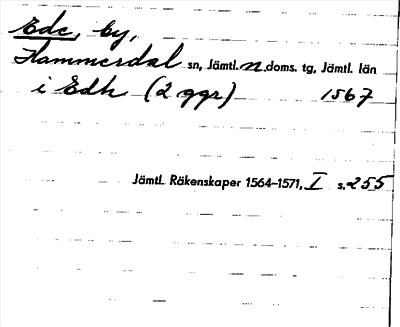 Ede, by,
Hammerdal sn, Jämtl. n. doms. tg, Jämtl. län
i Edh (2 ggr) 1567
Jämtl. Räkenskaper 1564-1571, I s. 255